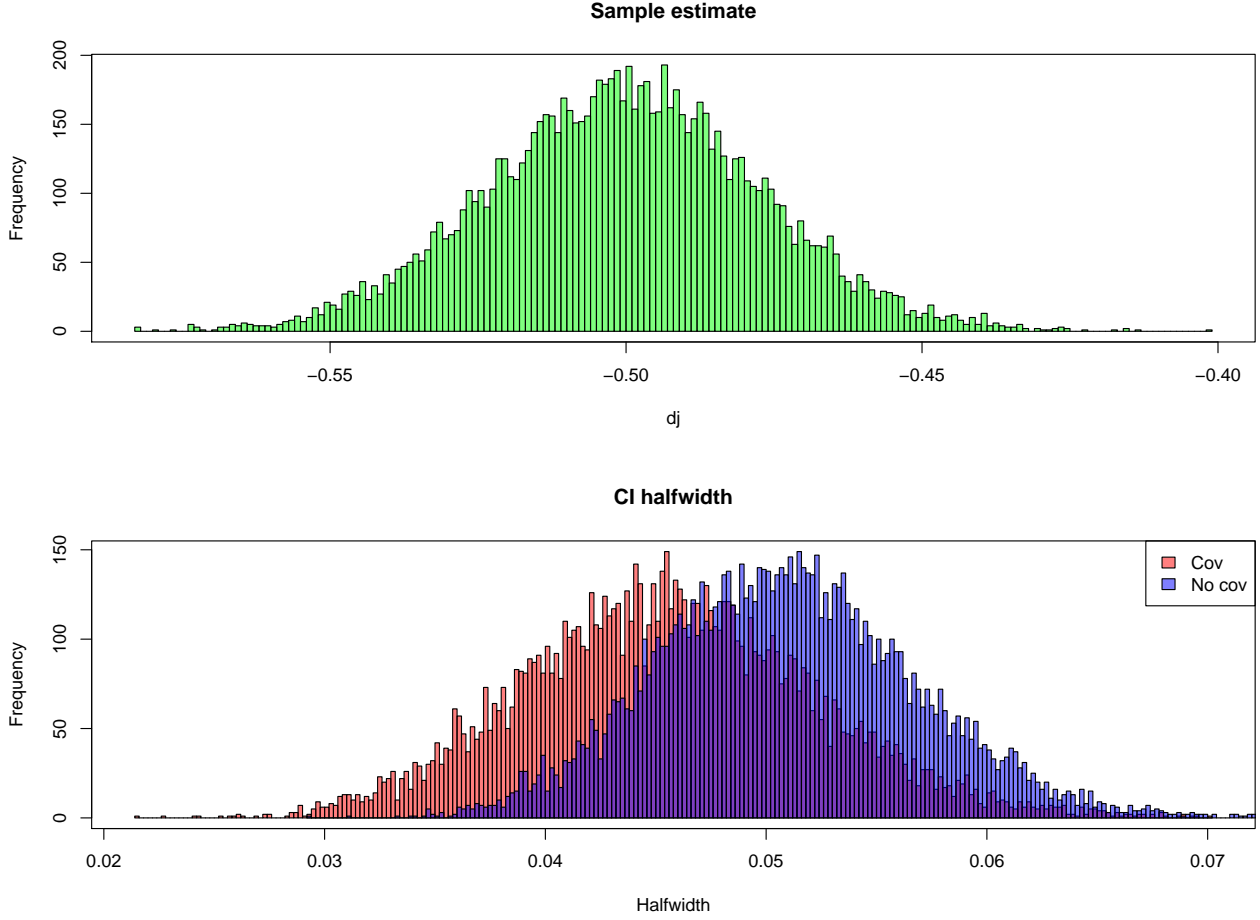 Sample estimate
200
150
100
50
0
Frequency
−0.55
−0.50
−0.45
−0.40
dj
CI halfwidth
150
100
50
0
Frequency
Cov
No cov
0.02
0.03
0.04
0.05
0.06
0.07
Halfwidth